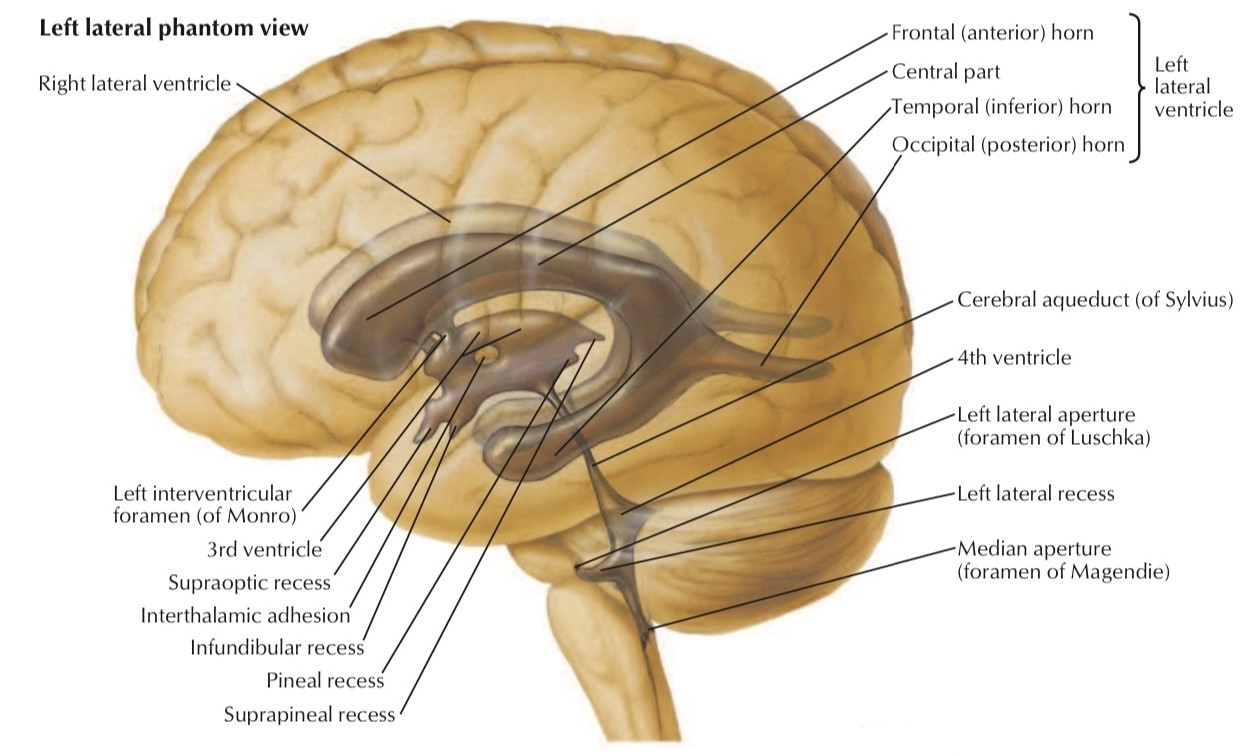 Left lateral phantom view
Right lateral ventricle
Frontal (anterior) horn
Central part
Temporal (inferior) horn
Occipital (posterior) horn
Left
lateral
ventricle
Cerebral aqueduct (of Sylvius)
4th ventricle
Left lateral aperture
(foramen of Luschka)
Left lateral recess
Median aperture
(foramen of Magendie)
Left interventricular
foramen (of Monro)
3rd ventricle
Supraoptic recess
Interthalamic adhesion
Infundibular recess
Pineal recess
Suprapineal recess